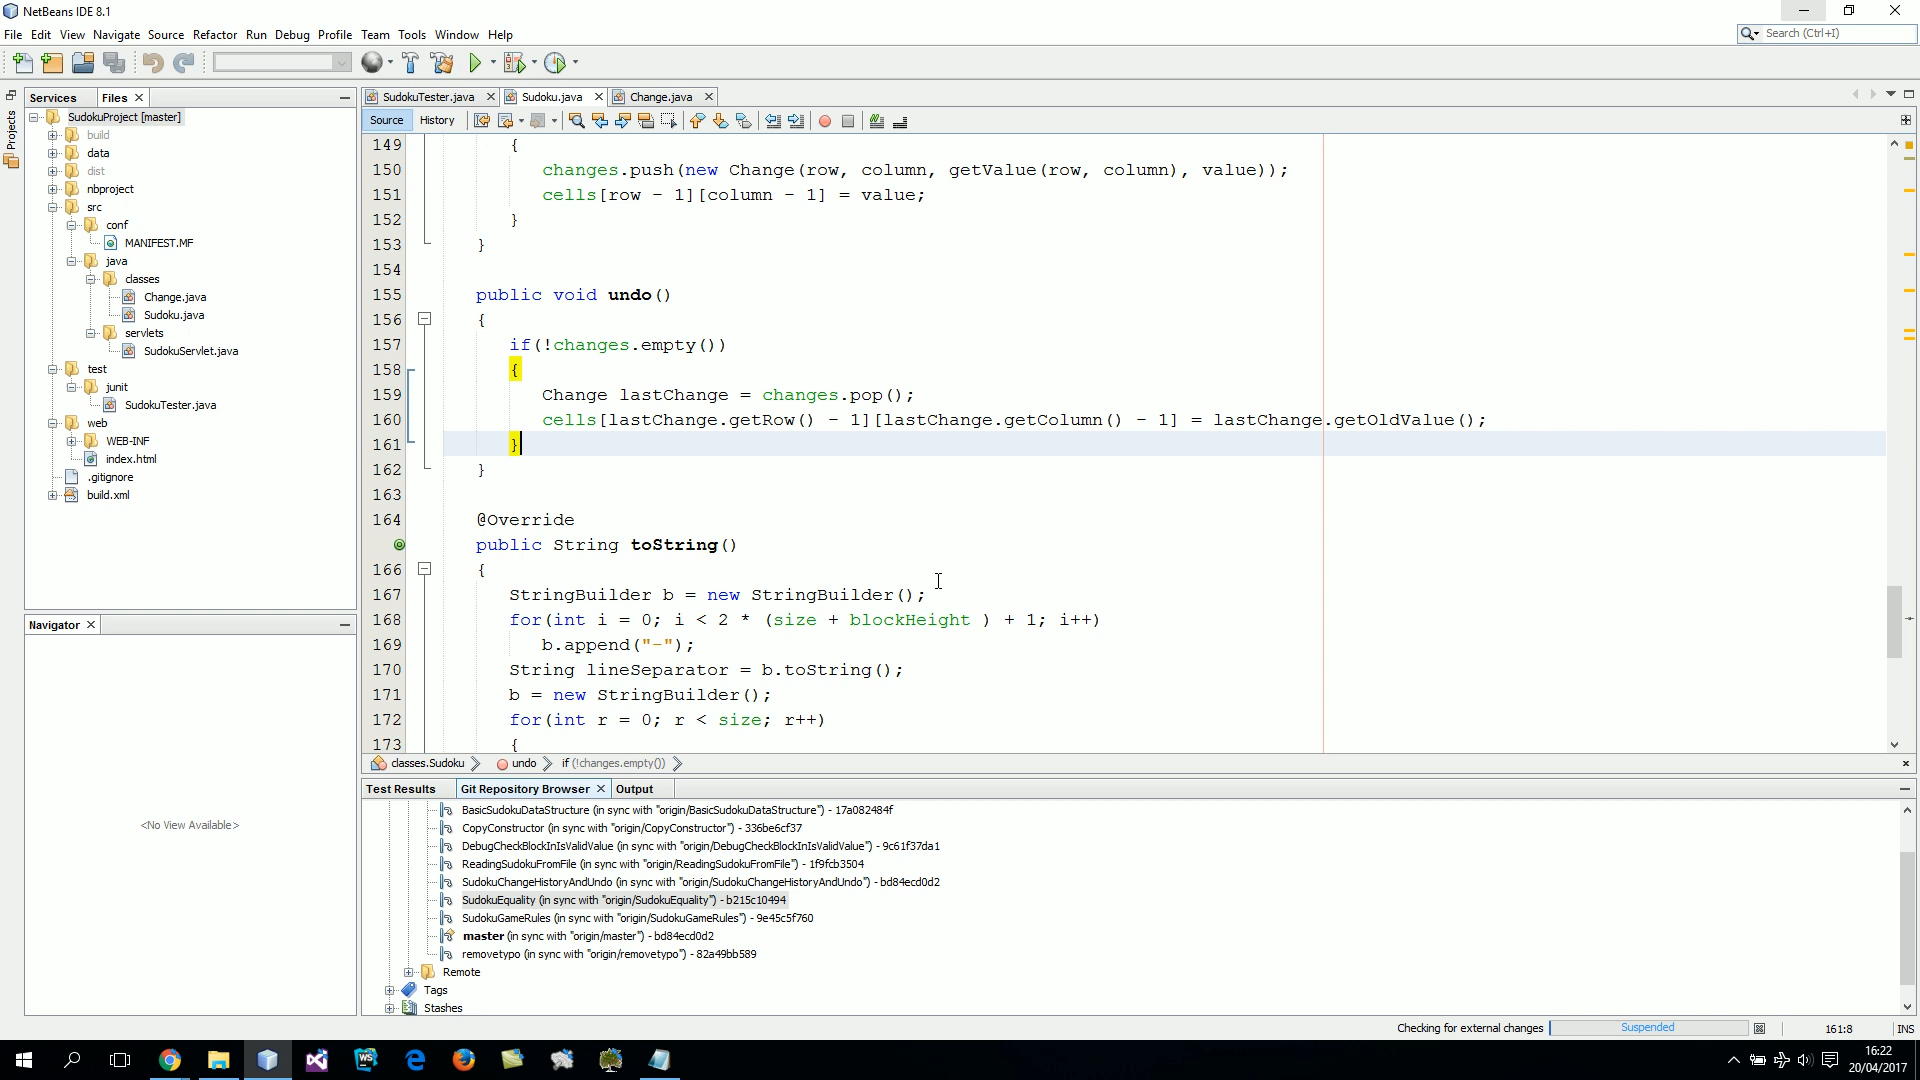 NetBeans IDE 8.1
File Edit View Navigate Source Refactor Run Debug Profile Team Tools Window Help
Search (Ctrl+I)
Projects
Services Files
SudokuProject [master]
build
data
dist
nbproject
src
conf
MANIFEST.MF
java
classes
Change.java
Sudoku.java
servlets
SudokuServlet.java
test
junit
SudokuTester.java
web
WEB-INF
index.html
.gitignore
build.xml
Navigator
<No View Available>
SudokuTester.java Sudoku.java Change.java
Source History
149 {
150 changes.push(new Change(row, column, getValue(row, column), value));
151 cells[row - 1][column - 1] = value;
152 }
153 }
154
155 public void undo()
156 {
157 if(!changes.empty())
158 {
159 Change lastChange = changes.pop();
160 cells[lastChange.getRow() - 1][lastChange.getColumn() - 1] = lastChange.getOldValue();
161 }
162 }
163
164 @Override
public String toString()
166 {
167 StringBuilder b = new StringBuilder();
168 for(int i = 0; i < 2 * (size + blockHeight ) + 1; i++)
169 b.append("-");
170 String lineSeparator = b.toString();
171 b = new StringBuilder();
172 for(int r = 0; r < size; r++)
173 {
classes.Sudoku undo if (!changes.empty())
Test Results Git Repository Browser Output
BasicSudokuDataStructure (in sync with "origin/BasicSudokuDataStructure") - 17a082484f
CopyConstructor (in sync with "origin/CopyConstructor") - 336be6cf37
DebugCheckBlockInIsValidValue (in sync with "origin/DebugCheckBlockInIsValidValue") - 9c61f37da1
ReadingSudokuFromFile (in sync with "origin/ReadingSudokuFromFile") - 1f9fcb3504
SudokuChangeHistoryAndUndo (in sync with "origin/SudokuChangeHistoryAndUndo") - bd84ecd0d2
SudokuEquality (in sync with "origin/SudokuEquality") - b215c10494
SudokuGameRules (in sync with "origin/SudokuGameRules") - 9e45c5f760
master (in sync with "origin/master") - bd84ecd0d2
removetypo (in sync with "origin/removetypo") - 82a49bb589
Remote
Tags
Stashes
Checking for external changes Suspended 161:8 INS
16:22
20/04/2017